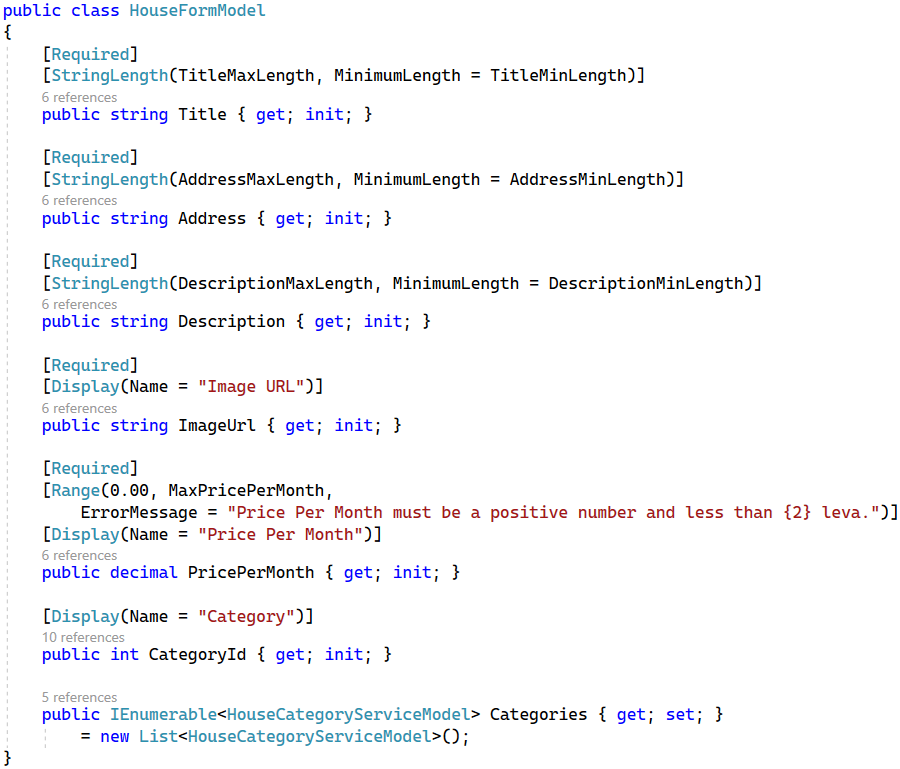 public class HouseFormModel
{
[Required]
[StringLength(TitleMaxLength, MinimumLength = TitleMinLength)]
6 references
public string Title { get; init; }
[Required]
[StringLength(AddressMaxLength, MinimumLength = AddressMinLength)]
6 references
public string Address { get; init; }
[Required]
[StringLength(DescriptionMaxLength, MinimumLength = DescriptionMinLength)]
6 references
public string Description { get; init; }
[Required]
[Display(Name = "Image URL")]
6 references
public string ImageUrl { get; init; }
[Required]
[Range(0.00, MaxPricePerMonth,
ErrorMessage = "Price Per Month must be a positive number and less than {2} leva.")]
[Display(Name = "Price Per Month")]
6 references
public decimal PricePerMonth { get; init; }
[Display(Name = "Category")]
10 references
public int CategoryId { get; init; }
5 references
public IEnumerable<HouseCategoryServiceModel> Categories { get; set; }
= new List<HouseCategoryServiceModel>();
}